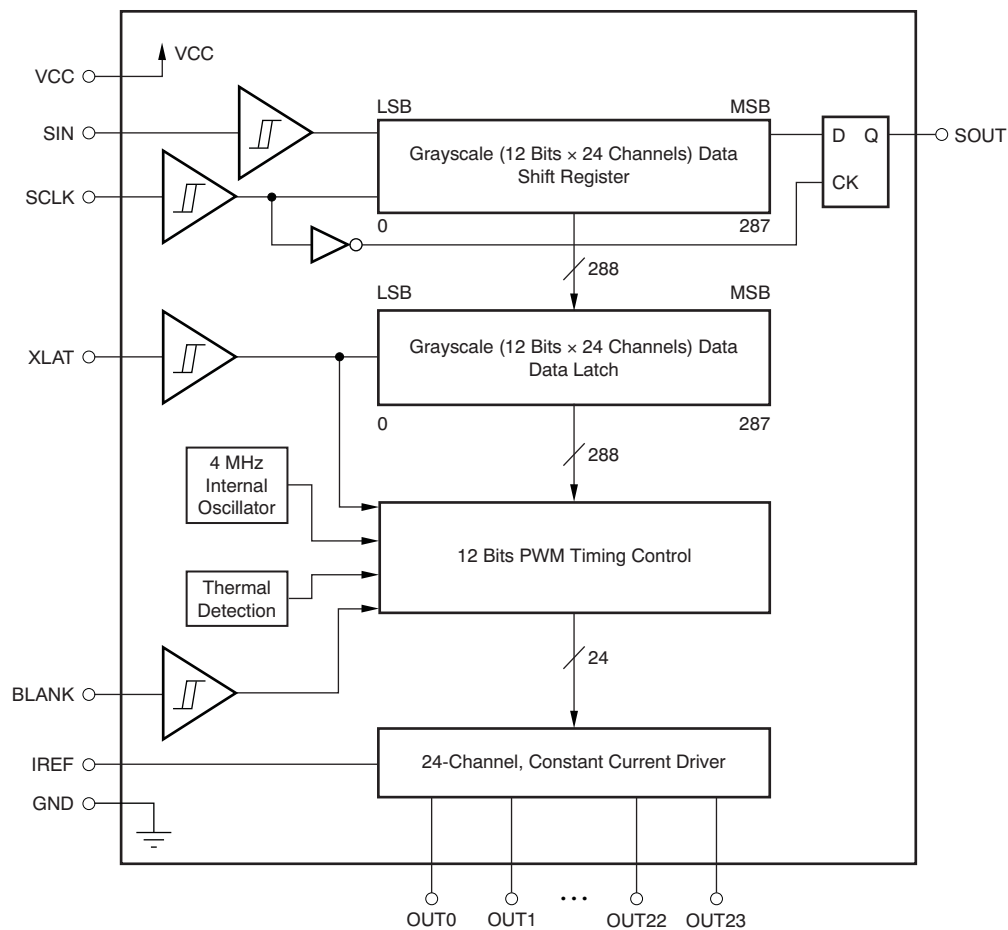 VCC
VCC
LSB
MSB
SIN
D Q
SOUT
Grayscale (12 Bits × 24 Channels) Data
Shift Register
SCLK
CK
0
287
288
LSB
MSB
XLAT
Grayscale (12 Bits × 24 Channels) Data
Data Latch
0
287
288
4 MHz
Internal
Oscillator
12 Bits PWM Timing Control
Thermal
Detection
24
BLANK
IREF
24-Channel, Constant Current Driver
GND
OUT0
OUT1
...
OUT22
OUT23